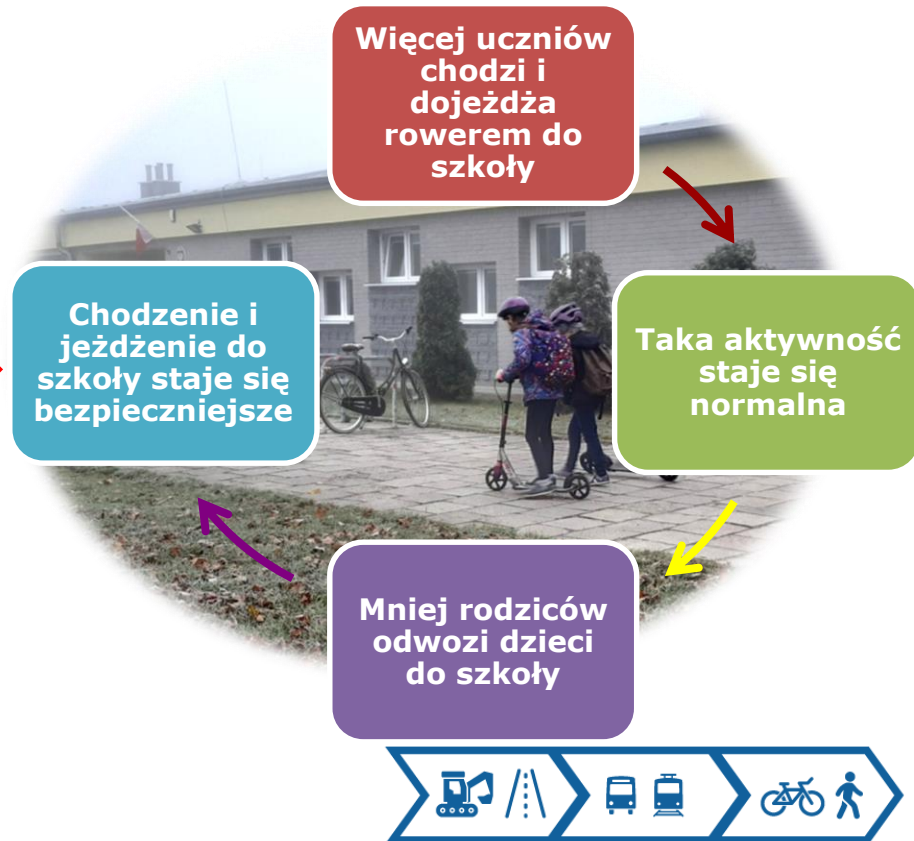 Więcej uczniów
chodzi i
dojeżdża
rowerem do
szkoły
Taka aktywność
staje się
normalna
Mniej rodziców
odwozi dzieci
do szkoły
Chodzenie i
jeżdżenie do
szkoły staje się
bezpieczniejsze